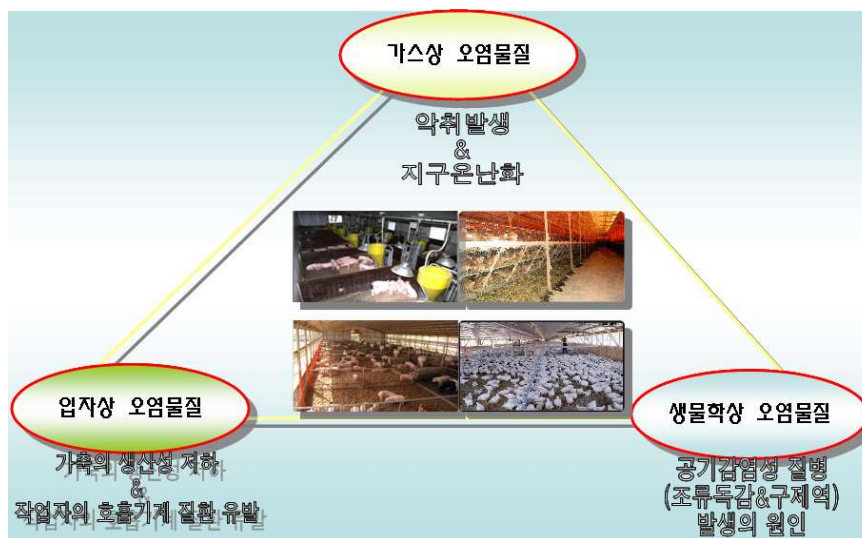 가스상 오염물질
악취발생
&
지구온난화
입자상 오염물질
가축의 생산성 저하
&
작업자의 호흡기계 질환 유발
생물학상 오염물질
공기감염성 질병
(조류독감&구제역)
발생의 원인